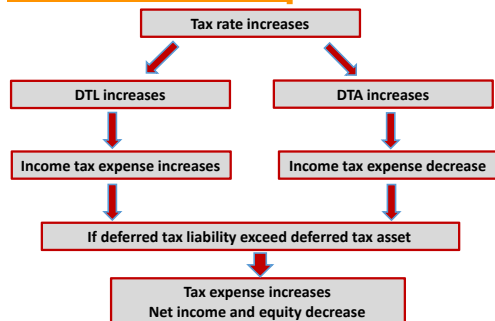 Tax rate increases
DTL increases
DTA increases
Income tax expense increases
Income tax expense decrease
If deferred tax liability exceed deferred tax asset
Tax expense increases
Net income and equity decrease